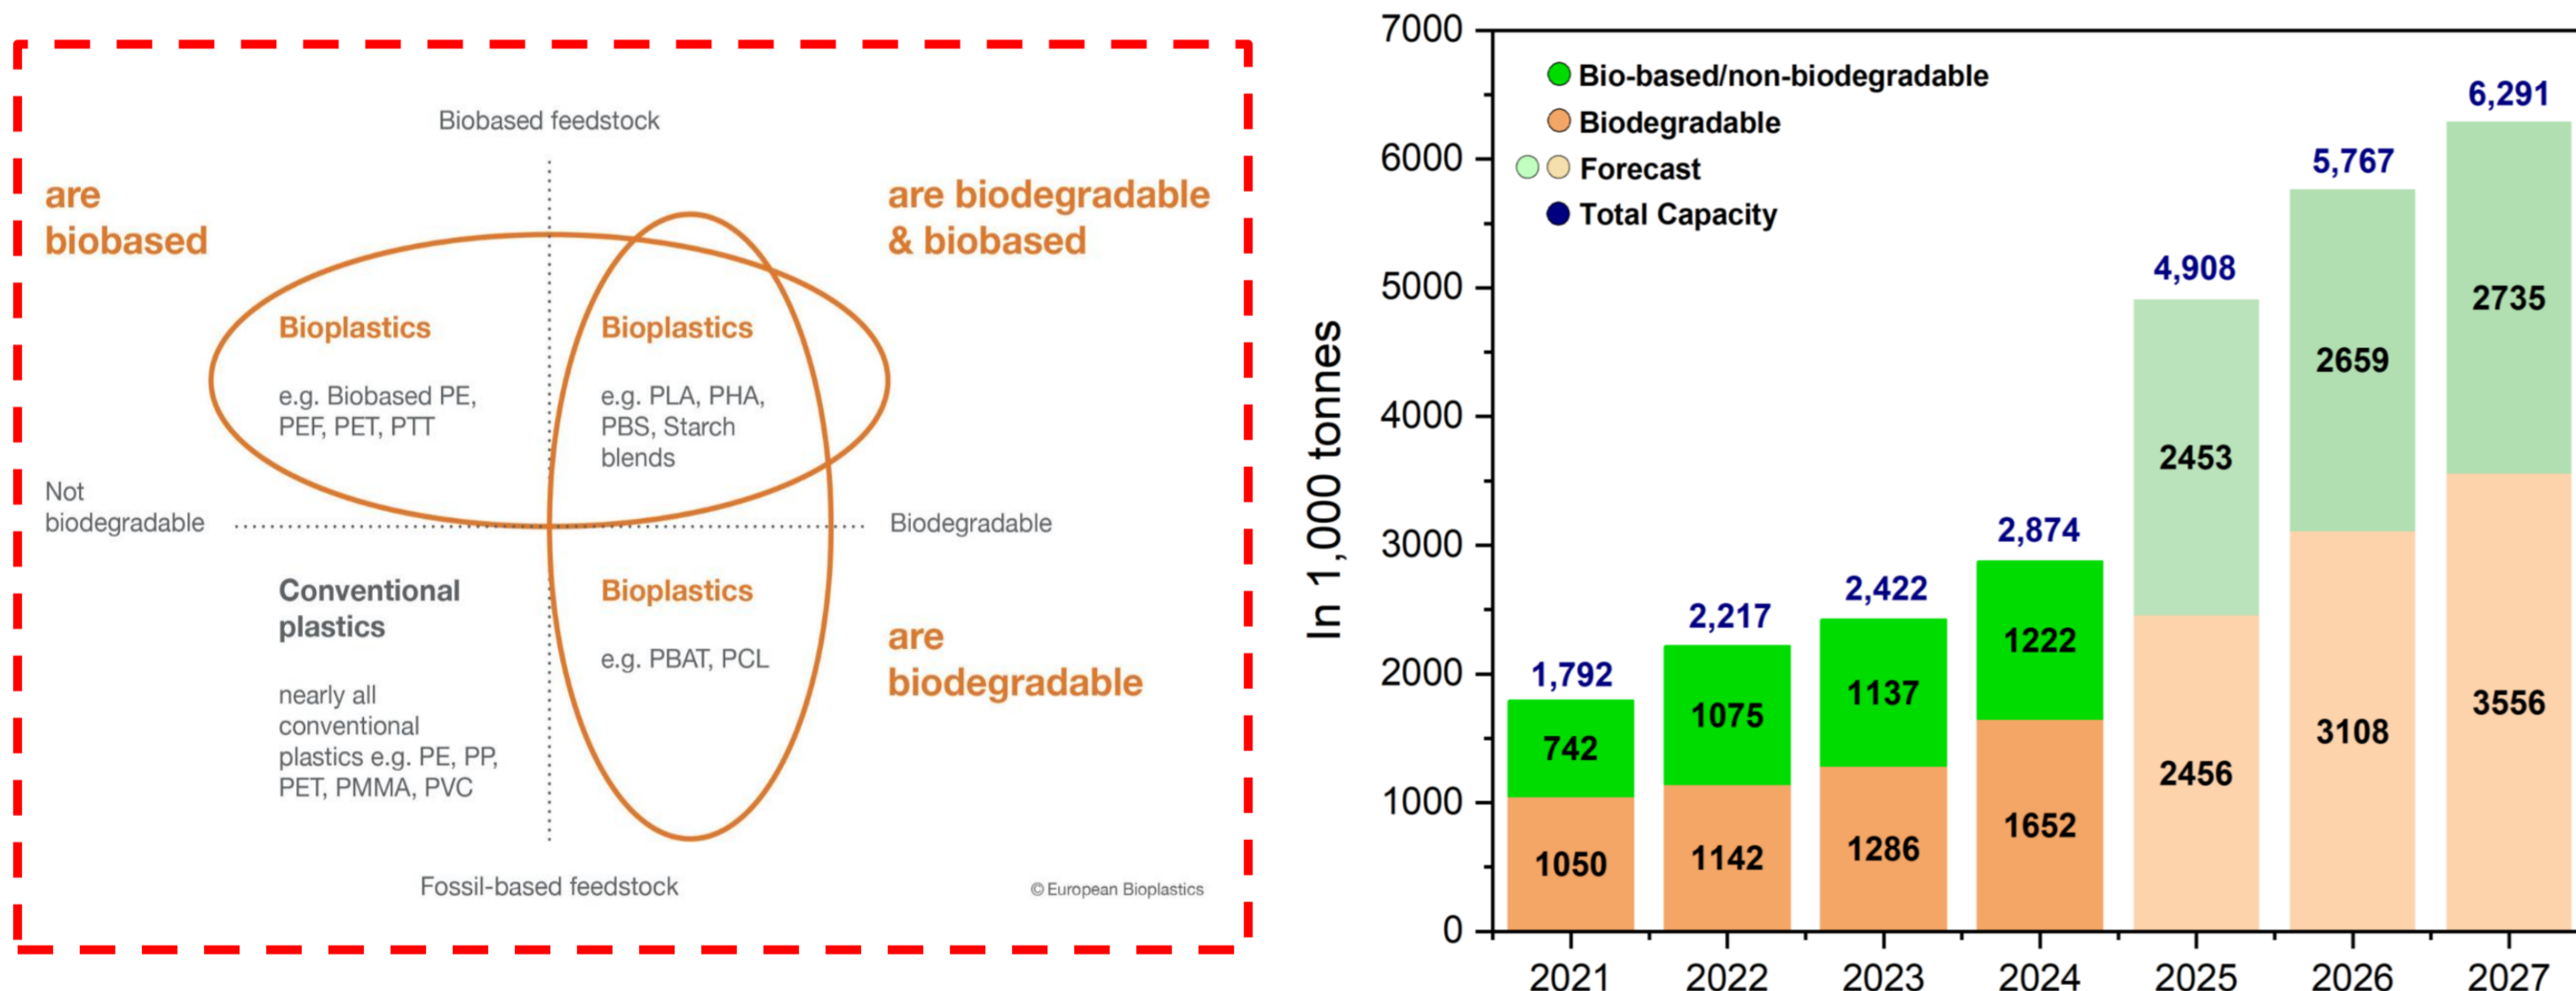 Biobased feedstock
are
biobased
are biodegradable
& biobased
Bioplastics
e.g. Biobased PE,
PEF, PET, PTT
Bioplastics
e.g. PLA, PHA,
PBS, Starch
blends
Not
biodegradable
Biodegradable
Conventional
plastics
nearly all
conventional
plastics e.g. PE, PP,
PET, PMMA, PVC
Bioplastics
e.g. PBAT, PCL
are
biodegradable
Fossil-based feedstock
© European Bioplastics
In 1,000 tonnes
7000
6000
5000
4000
3000
2000
1000
0
Bio-based/non-biodegradable
Biodegradable
Forecast
Total Capacity
1,792
742
1050
2,217
1075
1142
2,422
1137
1286
2,874
1222
1652
4,908
2453
2456
5,767
2659
3108
6,291
2735
3556
2021
2022
2023
2024
2025
2026
2027